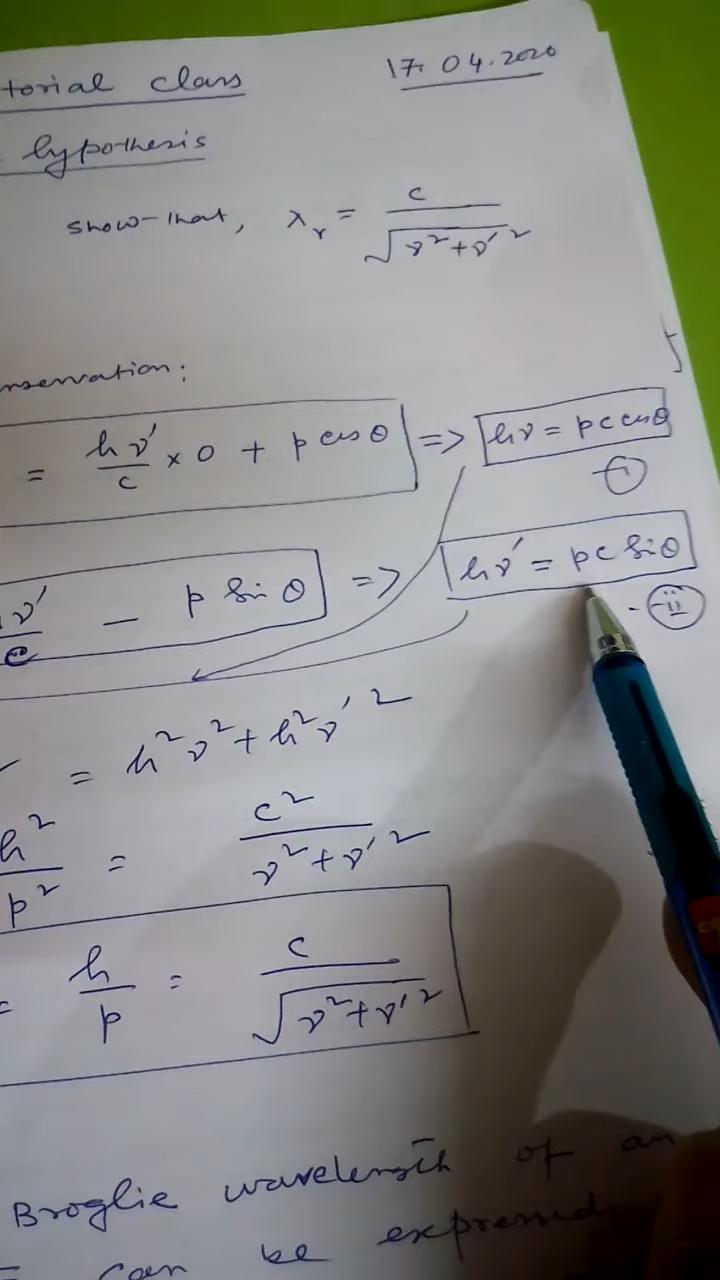 torial class
17. 04. 2020
hypothesis
show that, λ_r = c / √(ν² + ν'²)
nservation:
= hν'/c × 0 + p cos θ => hν = pc cos θ
(i)
ν'/c - p sin θ => hν' = pc sin θ
- (ii)
= h²ν² + h²ν'²
h²/p² = c² / (ν² + ν'²)
= h/p = c / √(ν² + ν'²)
Broglie wavelength of an
can be expressed